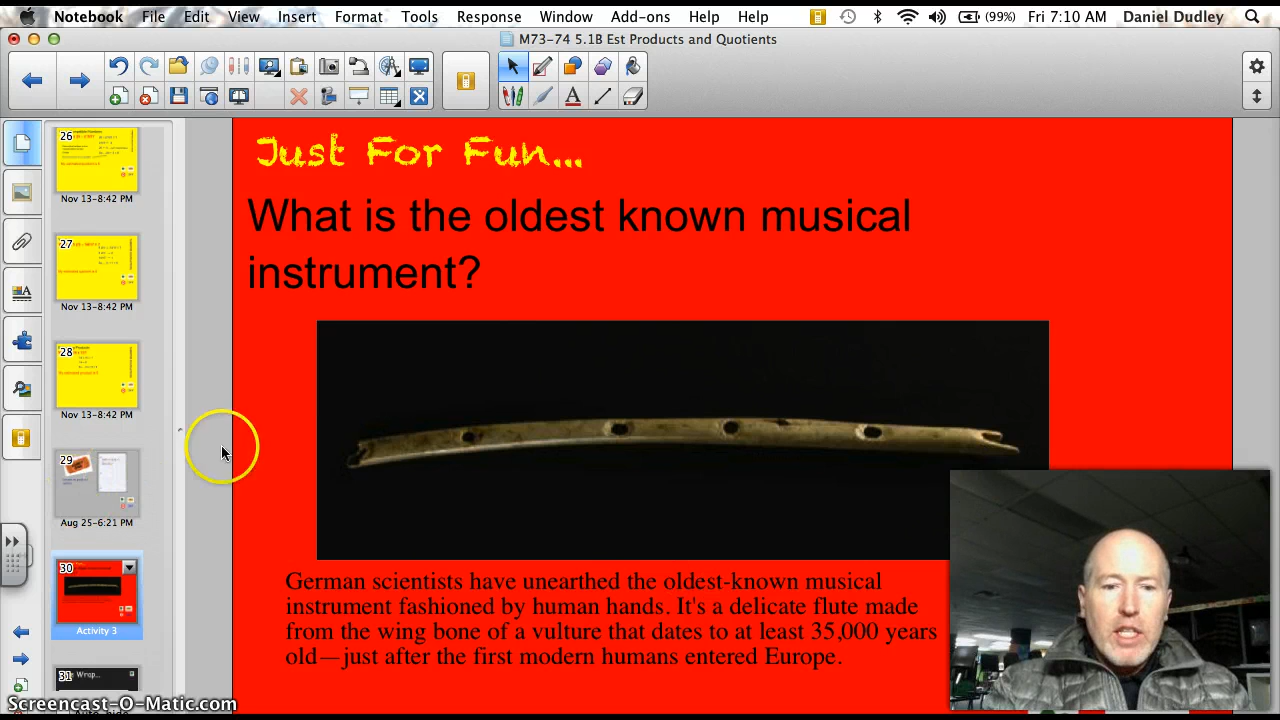 Notebook File Edit View Insert Format Tools Response Window Add-ons Help Help (99%) Fri 7:10 AM Daniel Dudley
M73-74 5.1B Est Products and Quotients
26
Nov 13-8:42 PM
27
Nov 13-8:42 PM
28
Nov 13-8:42 PM
29
Aug 25-6:21 PM
30
Activity 3
31
Wrap...
Just For Fun...
What is the oldest known musical
instrument?
German scientists have unearthed the oldest-known musical
instrument fashioned by human hands. It's a delicate flute made
from the wing bone of a vulture that dates to at least 35,000 years
old—just after the first modern humans entered Europe.
Screencast-O-Matic.com